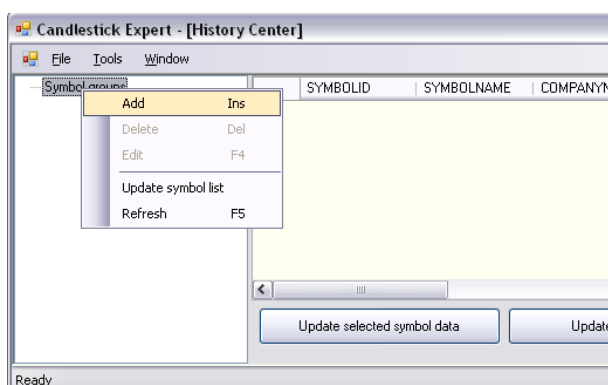 Candlestick Expert - [History Center]
File Tools Window
Symbol groups
SYMBOLID SYMBOLNAME
Add Ins
Delete Del
Edit F4
Update symbol list
Refresh F5
Update selected symbol data
Ready